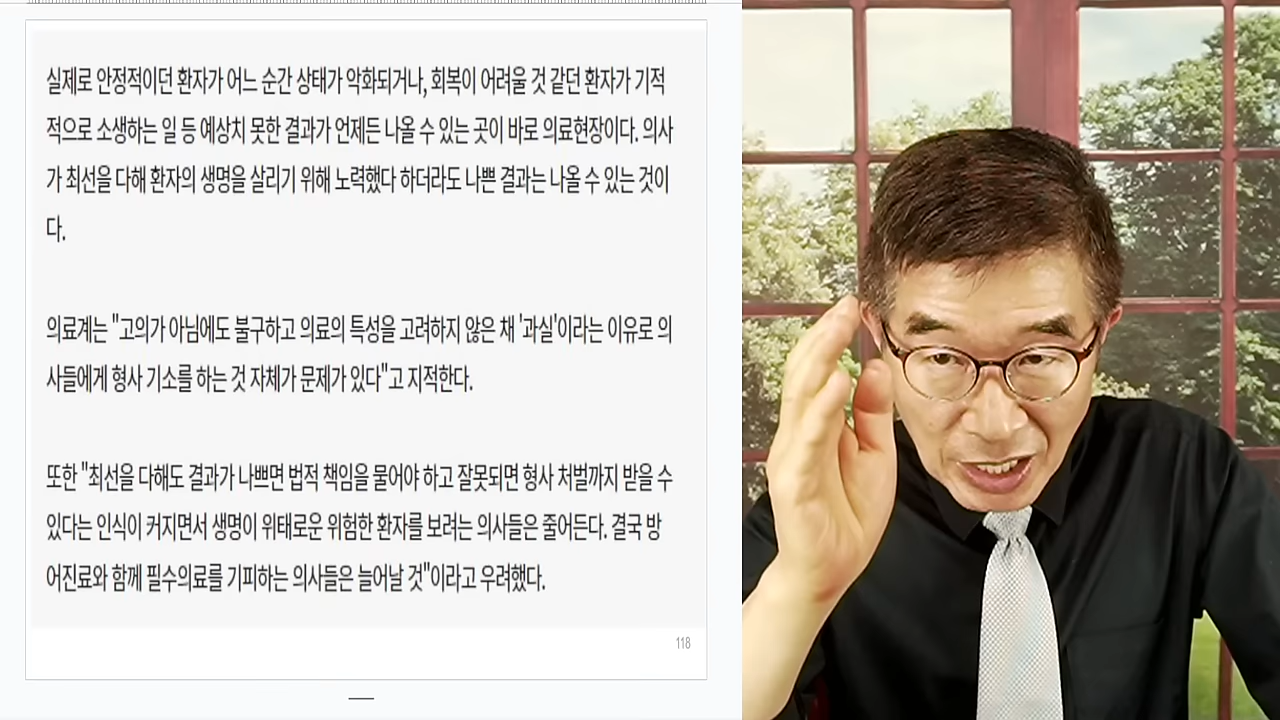 실제로 안정적이던 환자가 어느 순간 상태가 악화되거나, 회복이 어려울 것 같던 환자가 기적
적으로 소생하는 일 등 예상치 못한 결과가 언제든 나올 수 있는 곳이 바로 의료현장이다. 의사
가 최선을 다해 환자의 생명을 살리기 위해 노력했다 하더라도 나쁜 결과는 나올 수 있는 것이
다.
의료계는 "고의가 아님에도 불구하고 의료의 특성을 고려하지 않은 채 '과실'이라는 이유로 의
사들에게 형사 기소를 하는 것 자체가 문제가 있다"고 지적한다.
또한 "최선을 다해도 결과가 나쁘면 법적 책임을 물어야 하고 잘못되면 형사 처벌까지 받을 수
있다는 인식이 커지면서 생명이 위태로운 위험한 환자를 보려는 의사들은 줄어든다. 결국 방
어진료와 함께 필수의료를 기피하는 의사들은 늘어날 것"이라고 우려했다.
118